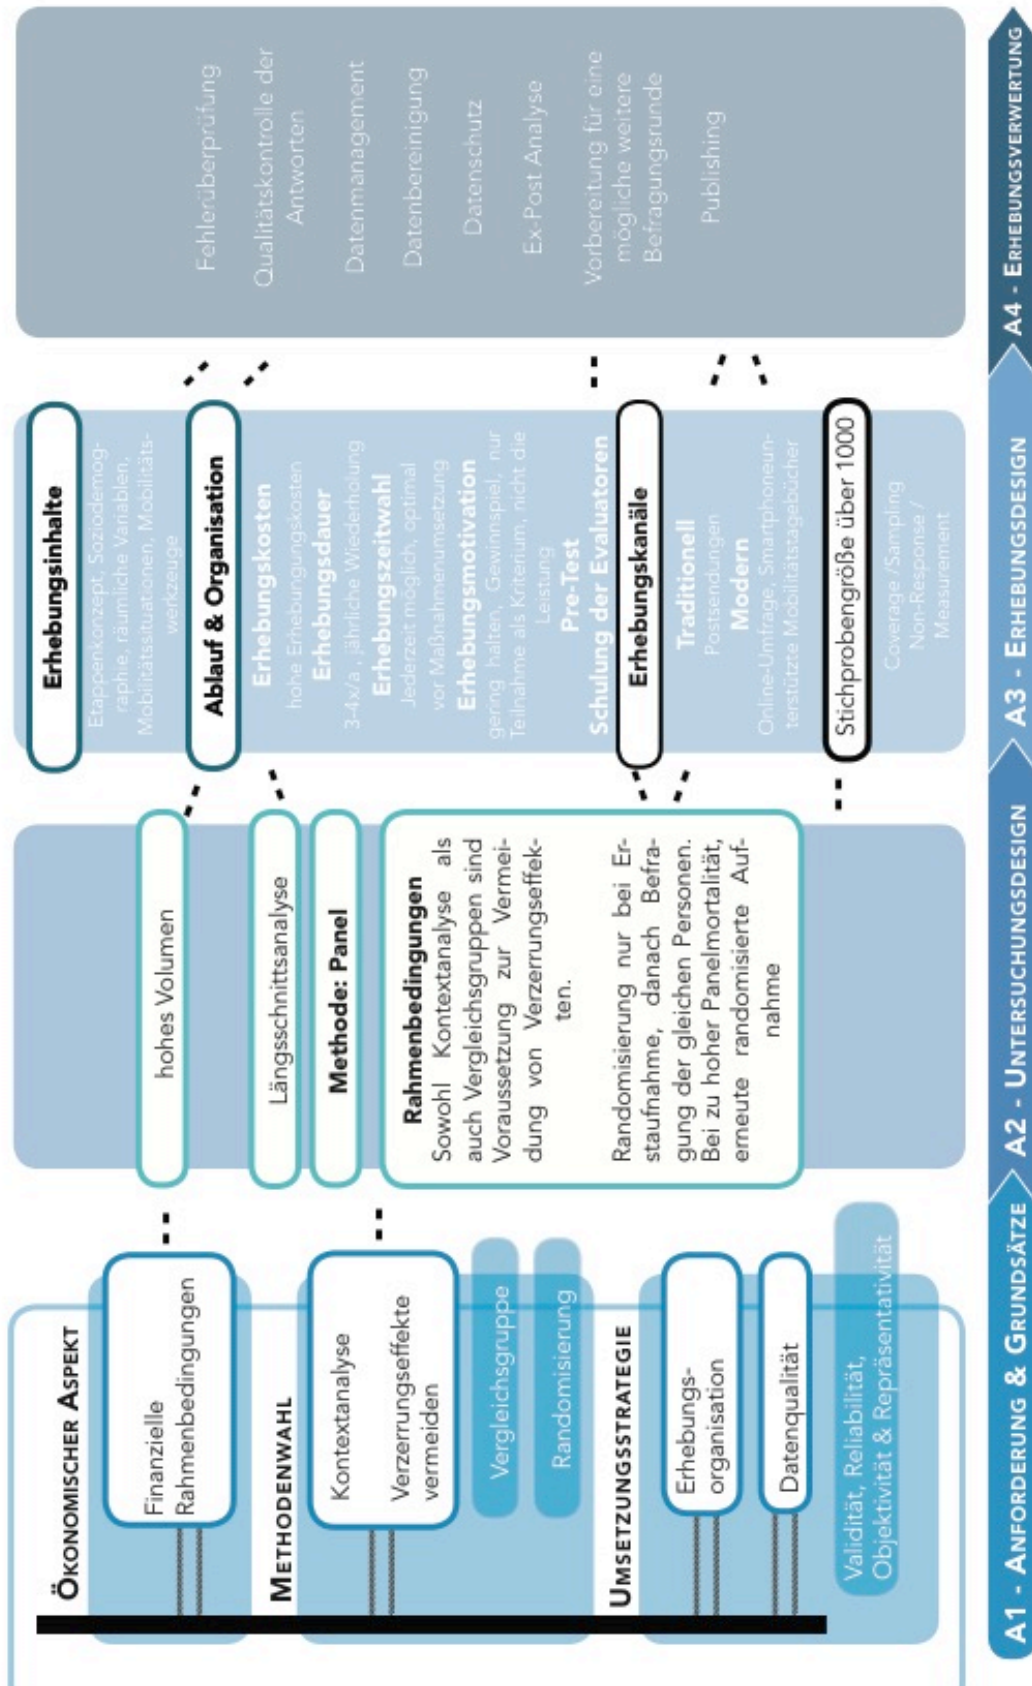 ÖKONOMISCHER ASPEKT
Finanzielle
Rahmenbedingungen
METHODENWAHL
Kontextanalyse
Verzerrungseffekte
vermeiden
Vergleichsgruppe
Randomisierung
UMSETZUNGSSTRATEGIE
Erhebungs-
organisation
Datenqualität
Validität, Reliabilität,
Objektivität & Repräsentativität
hohes Volumen
Längsschnittsanalyse
Methode: Panel
Rahmenbedingungen
Sowohl Kontextanalyse als
auch Vergleichsgruppen sind
Voraussetzung zur Vermei-
dung von Verzerrungseffek-
ten.
Randomisierung nur bei Er-
staufnahme, danach Befra-
gung der gleichen Personen.
Bei zu hoher Panelmortalität,
erneute randomisierte Auf-
nahme
Erhebungsinhalte
Etappenkonzept, Soziodemog-
raphe, räumliche Variablen,
Mobilitätssituationen, Mobilitäts-
werkzeuge
Ablauf & Organisation
Erhebungskosten
hohe Erhebungskosten
Erhebungsdauer
3-4x/a , jährliche Wiederholung
Erhebungszeitwahl
Jederzeit möglich, optimal
vor Maßnahmenumsetzung
Erhebungsmotivation
gering halten, Gewinnspiel, nur
Teilnahme als Kriterium, nicht die
Leistung
Pre-Test
Schulung der Evaluatoren
Erhebungskanäle
Traditionell
Postsendungen
Modern
Online-Umfrage, Smartphoneun-
terstützte Mobilitätstagebücher
Stichprobengröße über 1000
Coverage /Sampling
Non-Response /
Measurement
Fehlerüberprüfung
Qualitätskontrolle der
Antworten
Datenmanagement
Datenbereinigung
Datenschutz
Ex-Post Analyse
Vorbereitung für eine
mögliche weitere
Befragungsrunde
Publishing
A1 - ANFORDERUNG & GRUNDSÄTZE
A2 - UNTERSUCHUNGSDESIGN
A3 - ERHEBUNGSDESIGN
A4 - ERHEBUNGSVERWERTUNG